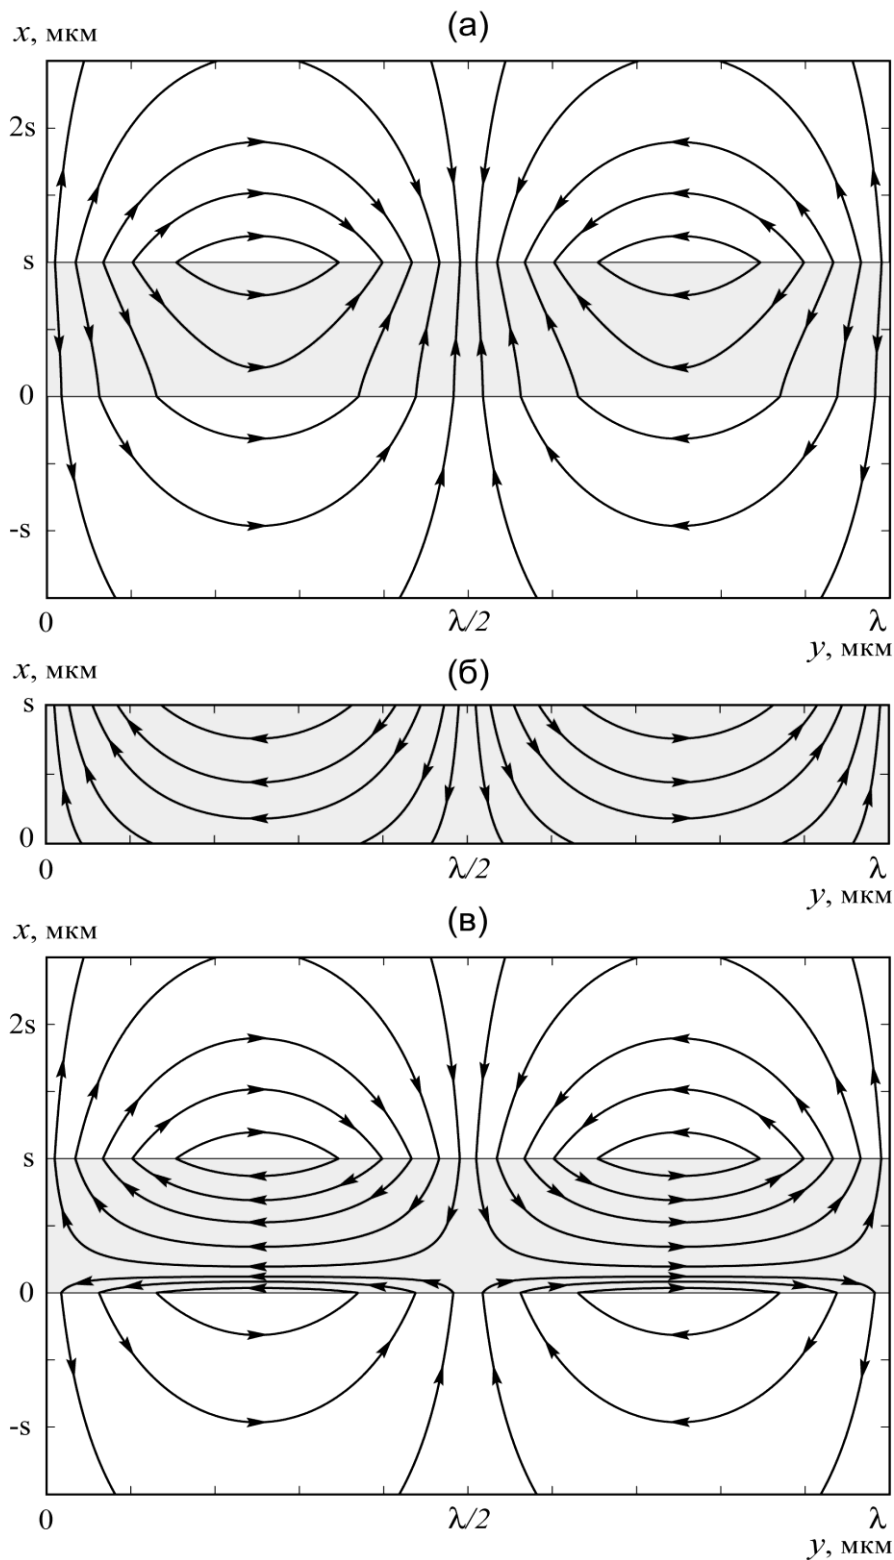 (а)
x, мкм
2s
s
0
-s
0 λ/2 λ
y, мкм
(б)
x, мкм
s
0
0 λ/2 λ
y, мкм
(в)
x, мкм
2s
s
0
-s
0 λ/2 λ
y, мкм